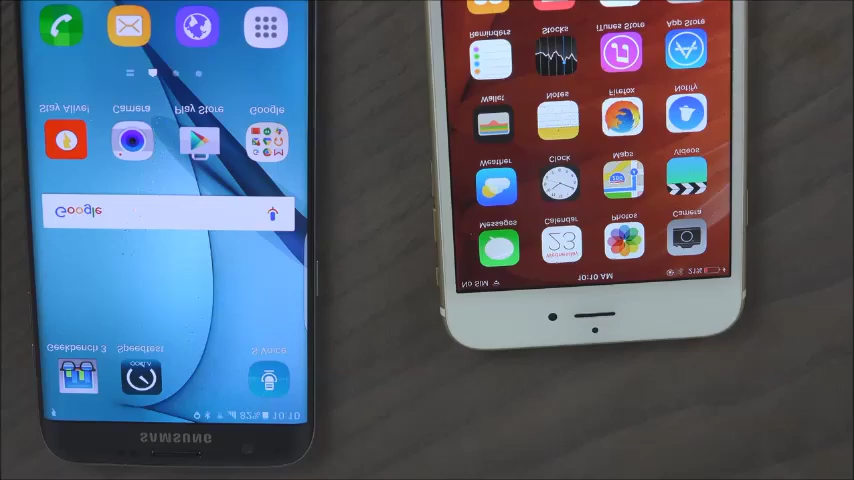 Stay Alive!
Camera
Play Store
Google
Google
Geekbench 3
Speedtest
OOKLA
S Voice
82%
10:10
SAMSUNG
Reminders
Stocks
iTunes Store
App Store
Wallet
Notes
Firefox
Notify
Weather
Clock
Maps
Videos
Messages
Calendar
Photos
Camera
23
Wednesday
No SIM
10:10 AM
21%